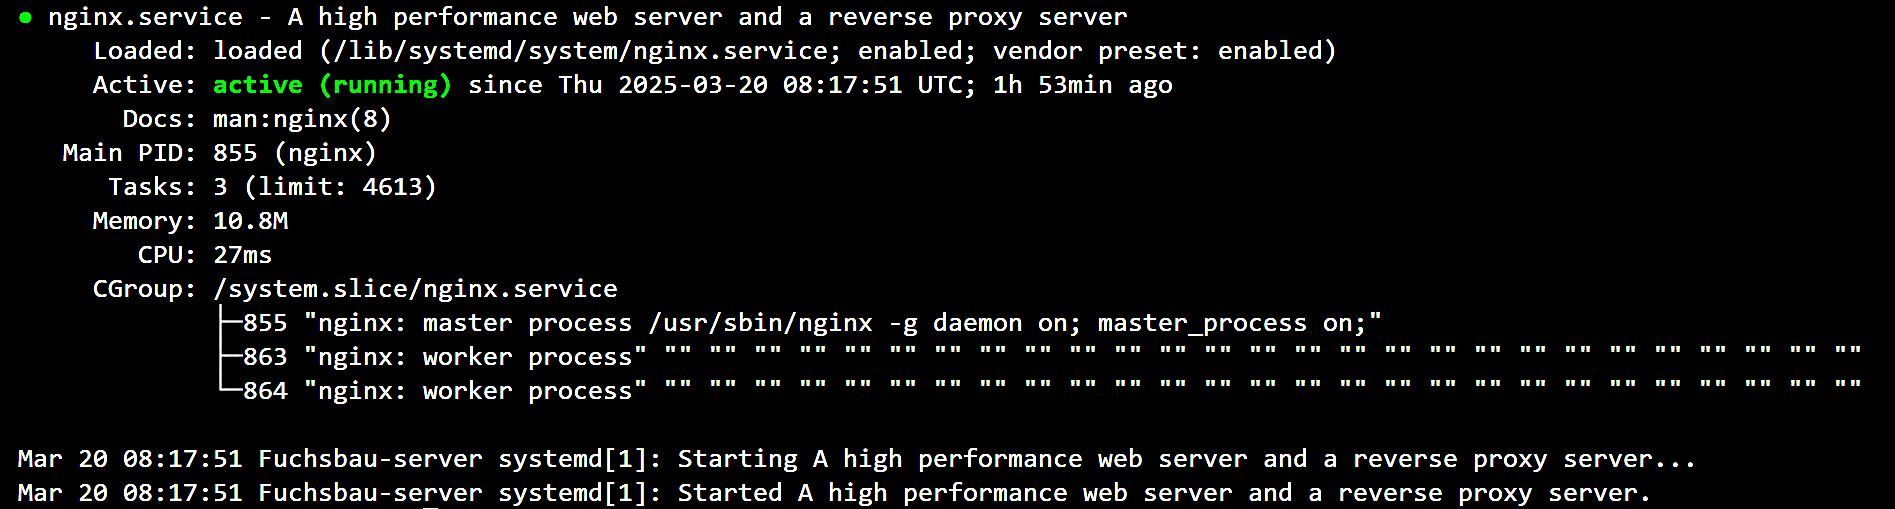 ● nginx.service - A high performance web server and a reverse proxy server
     Loaded: loaded (/lib/systemd/system/nginx.service; enabled; vendor preset: enabled)
     Active: active (running) since Thu 2025-03-20 08:17:51 UTC; 1h 53min ago
       Docs: man:nginx(8)
   Main PID: 855 (nginx)
      Tasks: 3 (limit: 4613)
     Memory: 10.8M
        CPU: 27ms
     CGroup: /system.slice/nginx.service
             ├─855 "nginx: master process /usr/sbin/nginx -g daemon on; master_process on;"
             ├─863 "nginx: worker process" "" "" "" "" "" "" "" "" "" "" "" "" "" "" "" "" "" "" "" "" "" "" "" "" "" "" ""
             └─864 "nginx: worker process" "" "" "" "" "" "" "" "" "" "" "" "" "" "" "" "" "" "" "" "" "" "" "" "" "" "" ""
Mar 20 08:17:51 Fuchsbau-server systemd[1]: Starting A high performance web server and a reverse proxy server...
Mar 20 08:17:51 Fuchsbau-server systemd[1]: Started A high performance web server and a reverse proxy server.